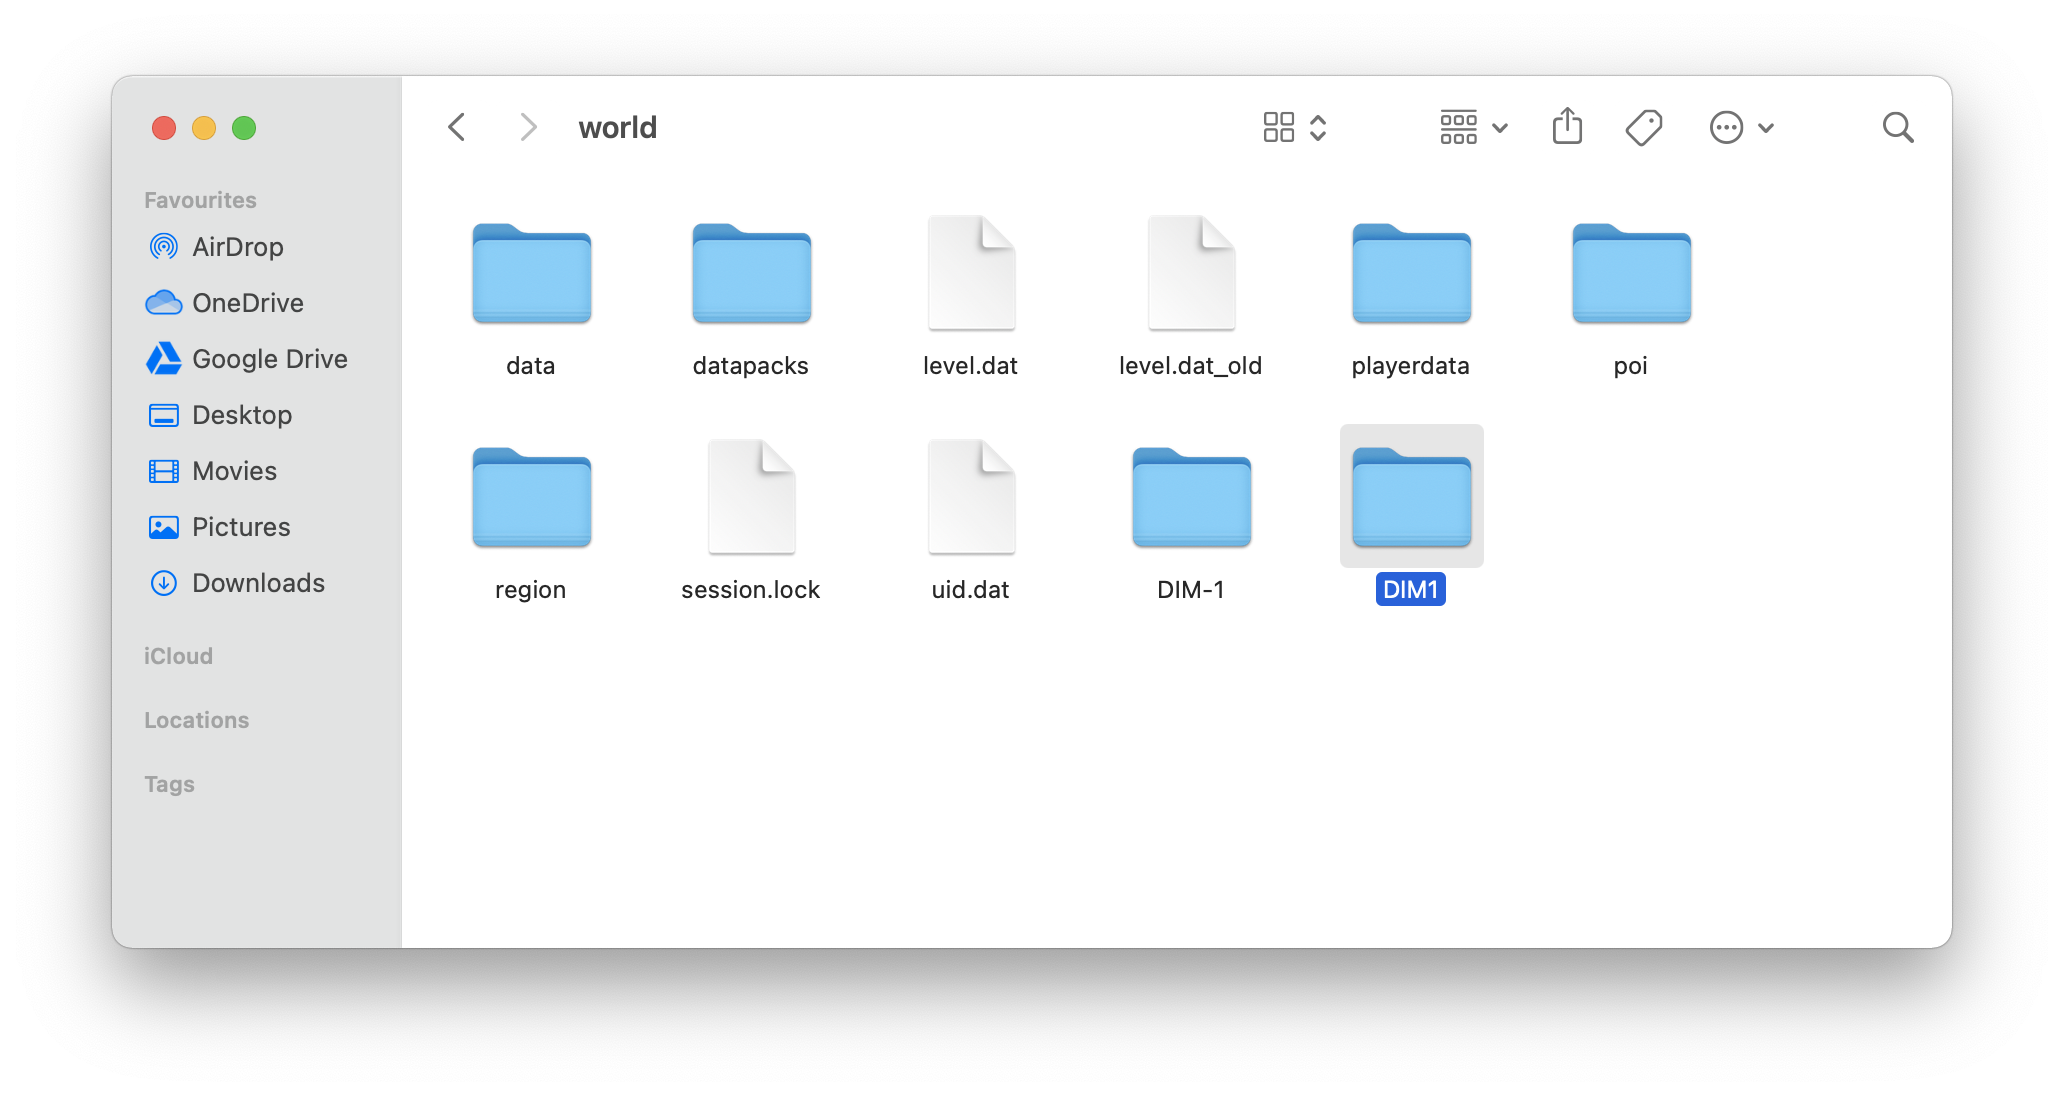 world
Favourites
AirDrop
OneDrive
Google Drive
Desktop
Movies
Pictures
Downloads
iCloud
Locations
Tags
data datapacks level.dat level.dat_old playerdata poi
region session.lock uid.dat DIM-1 DIM1